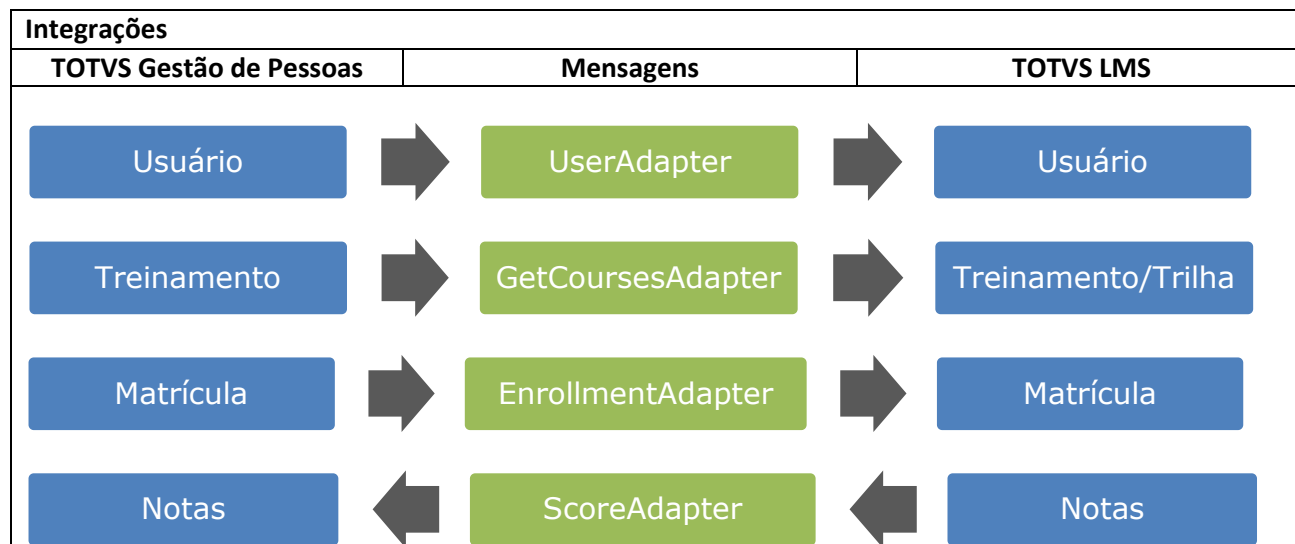 Integrações
TOTVS Gestão de Pessoas Mensagens TOTVS LMS
Usuário UserAdapter Usuário
Treinamento GetCoursesAdapter Treinamento/Trilha
Matrícula EnrollmentAdapter Matrícula
Notas ScoreAdapter Notas